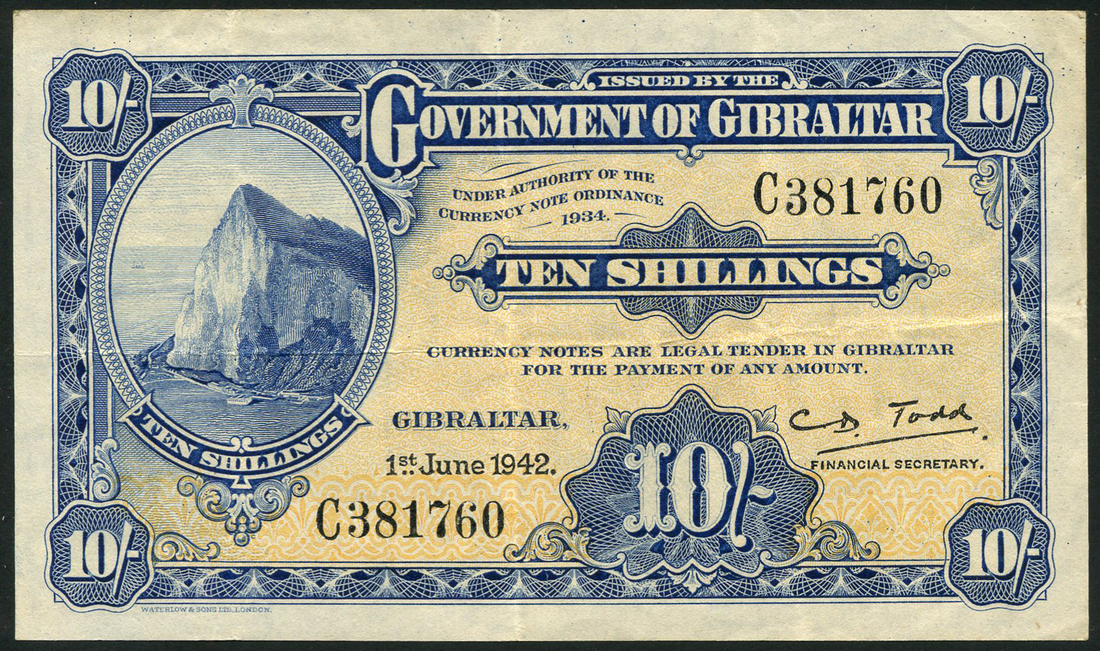 10/-
ISSUED BY THE
10/-
GOVERNMENT OF GIBRALTAR
UNDER AUTHORITY OF THE
CURRENCY NOTE ORDINANCE
1934.
C381760
TEN SHILLINGS
CURRENCY NOTES ARE LEGAL TENDER IN GIBRALTAR
FOR THE PAYMENT OF ANY AMOUNT.
TEN SHILLINGS
GIBRALTAR,
1st June 1942.
C D. Todd.
FINANCIAL SECRETARY.
C381760
10/-
10/-
10/-
WATERLOW & SONS LTD, LONDON.